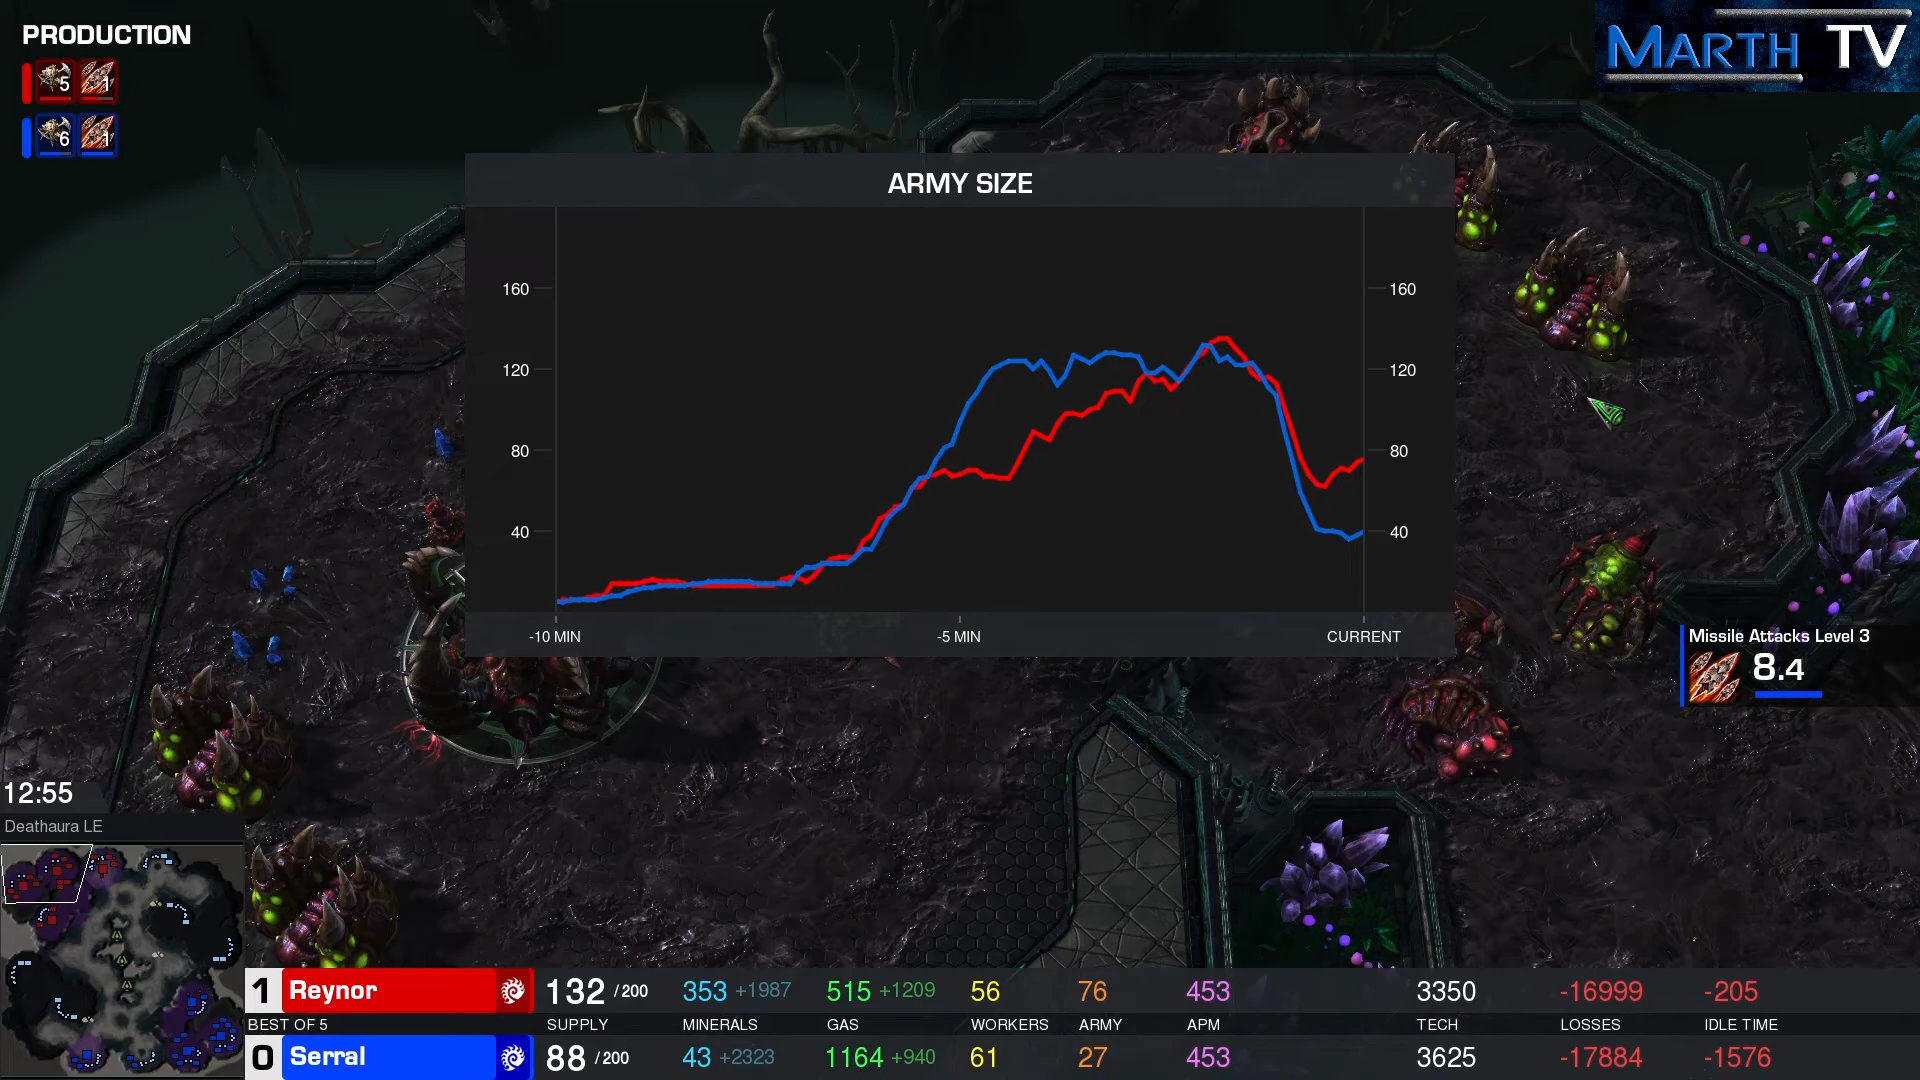 PRODUCTION
5 1
6 1
MARTH TV
ARMY SIZE
160 160
120 120
80 80
40 40
-10 MIN -5 MIN CURRENT
Missile Attacks Level 3
8.4
12:55
Deathaura LE
1 Reynor 132 /200 353 +1987 515 +1209 56 76 453 3350 -16999 -205
BEST OF 5 SUPPLY MINERALS GAS WORKERS ARMY APM TECH LOSSES IDLE TIME
0 Serral 88 /200 43 +2323 1164 +940 61 27 453 3625 -17884 -1576